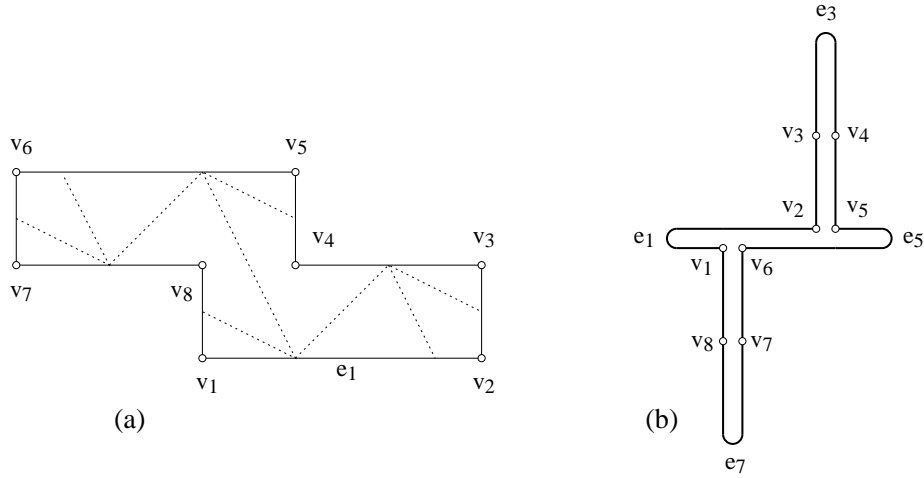 e3
v6 v5
v3 v4
v2 v5
e1 e5
v4 v3
v1 v6
v7 v8
v8 v7
e1
v1 v2
(a) (b)
e7